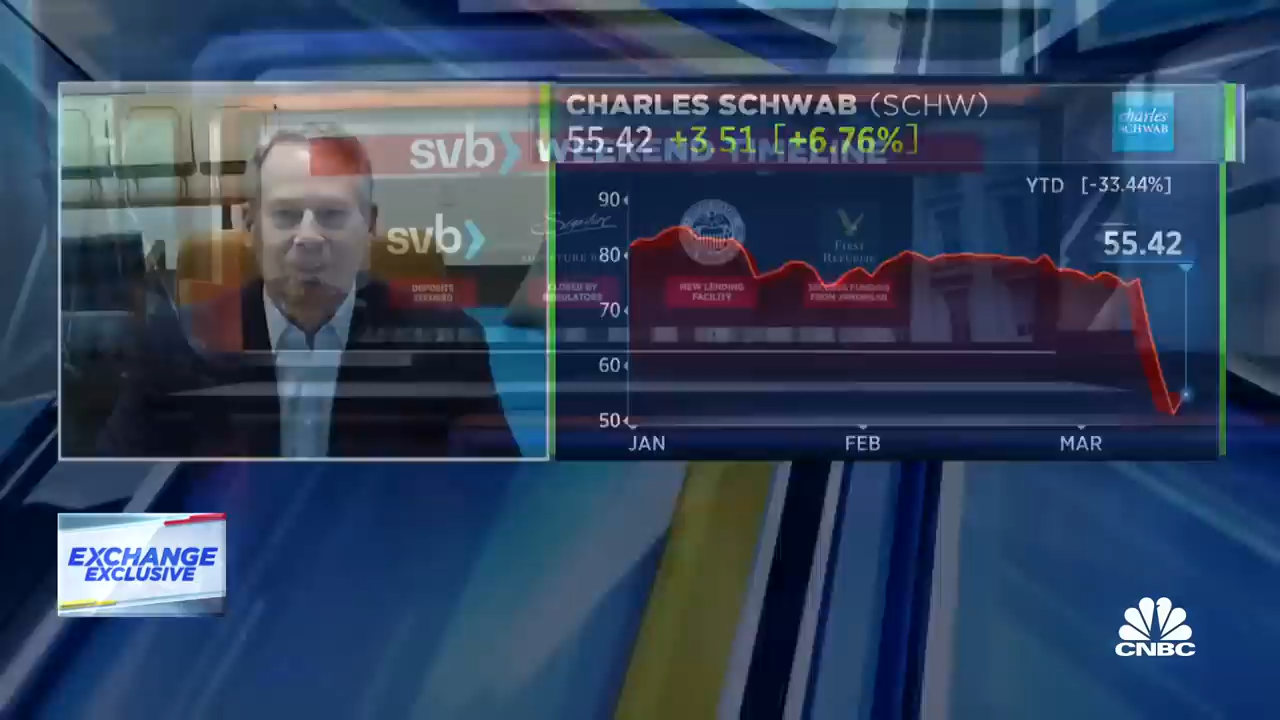 CHARLES SCHWAB (SCHW)
55.42 +3.51 [+6.76%]
charles
SCHWAB
svb
WEEKEND TIMELINE
YTD [-33.44%]
55.42
svb
FIRST
REPUBLIC
DEPOSITS
SECURED
CLOSED BY
REGULATORS
NEW LENDING
FACILITY
FROM JPMORGAN
90
80
70
60
50
JAN FEB MAR
EXCHANGE
EXCLUSIVE
CNBC